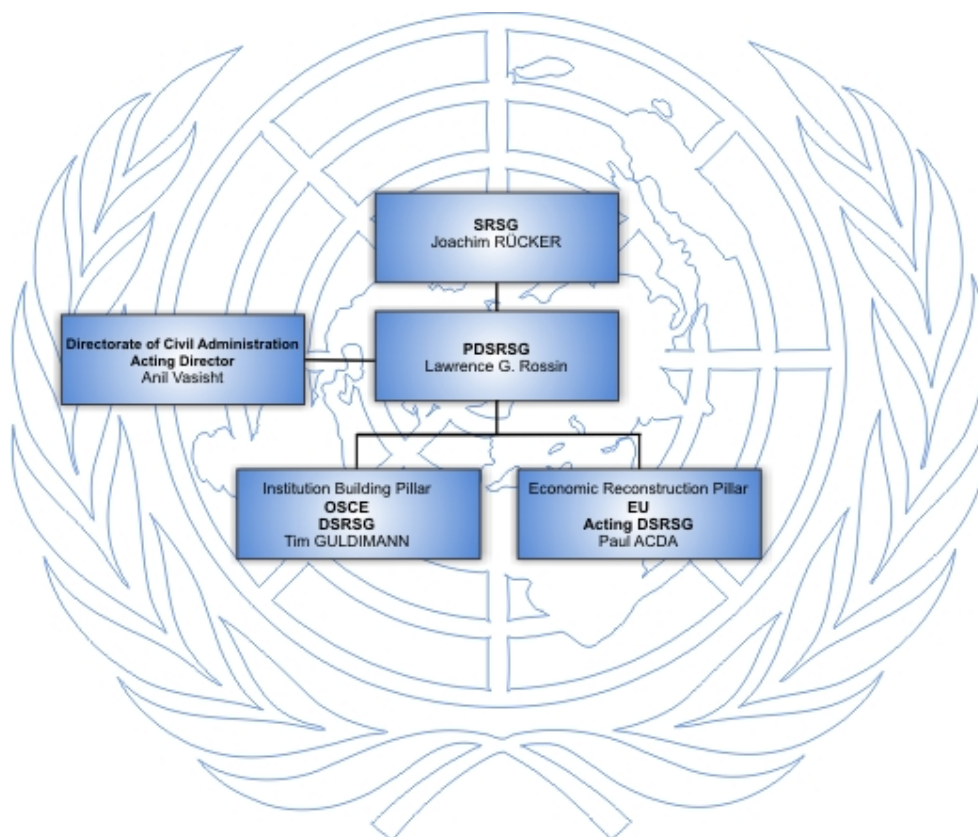 SRSG
Joachim RÜCKER
Directorate of Civil Administration
Acting Director
Anil Vasisht
PDSRSG
Lawrence G. Rossin
Institution Building Pillar
OSCE
DSRSG
Tim GULDIMANN
Economic Reconstruction Pillar
EU
Acting DSRSG
Paul ACDA